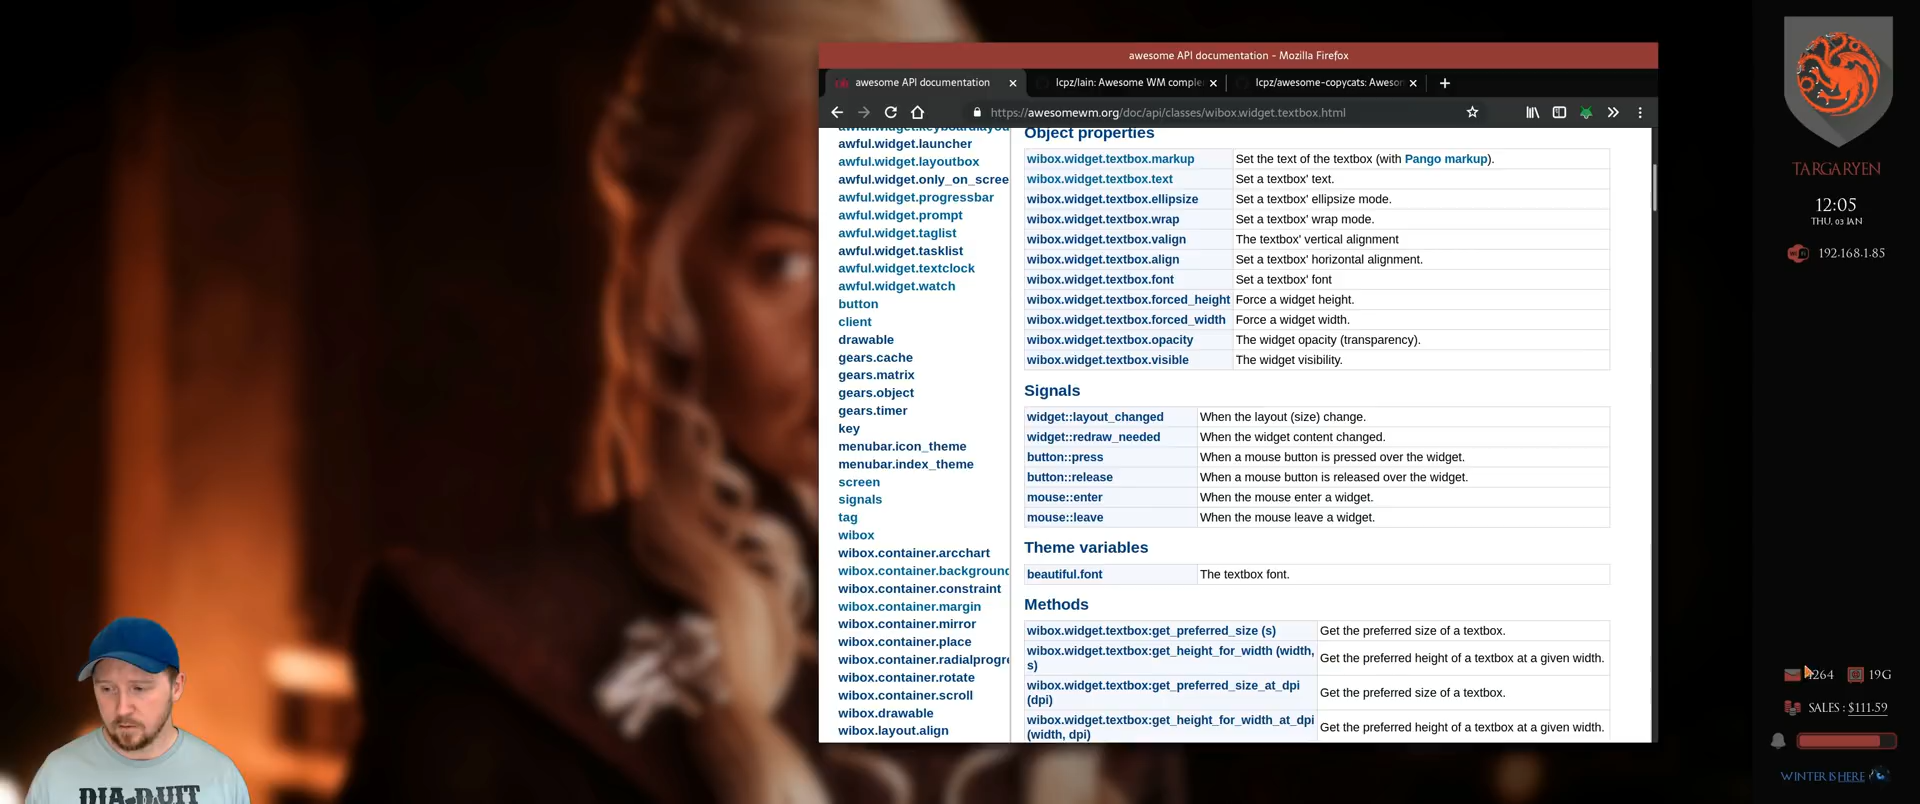 awesome API documentation - Mozilla Firefox
awesome API documentation
lcpz/lain: Awesome WM comple
lcpz/awesome-copycats: Aweson
https://awesomewm.org/doc/api/classes/wibox.widget.textbox.html
awful.widget.keyboardlayou
awful.widget.launcher
awful.widget.layoutbox
awful.widget.only_on_scree
awful.widget.progressbar
awful.widget.prompt
awful.widget.taglist
awful.widget.tasklist
awful.widget.textclock
awful.widget.watch
button
client
drawable
gears.cache
gears.matrix
gears.object
gears.timer
key
menubar.icon_theme
menubar.index_theme
screen
signals
tag
wibox
wibox.container.arcchart
wibox.container.background
wibox.container.constraint
wibox.container.margin
wibox.container.mirror
wibox.container.place
wibox.container.radialprogre
wibox.container.rotate
wibox.container.scroll
wibox.drawable
wibox.layout.align
Object properties
wibox.widget.textbox.markup Set the text of the textbox (with Pango markup).
wibox.widget.textbox.text Set a textbox' text.
wibox.widget.textbox.ellipsize Set a textbox' ellipsize mode.
wibox.widget.textbox.wrap Set a textbox' wrap mode.
wibox.widget.textbox.valign The textbox' vertical alignment
wibox.widget.textbox.align Set a textbox' horizontal alignment.
wibox.widget.textbox.font Set a textbox' font
wibox.widget.textbox.forced_height Force a widget height.
wibox.widget.textbox.forced_width Force a widget width.
wibox.widget.textbox.opacity The widget opacity (transparency).
wibox.widget.textbox.visible The widget visibility.
Signals
widget::layout_changed When the layout (size) change.
widget::redraw_needed When the widget content changed.
button::press When a mouse button is pressed over the widget.
button::release When a mouse button is released over the widget.
mouse::enter When the mouse enter a widget.
mouse::leave When the mouse leave a widget.
Theme variables
beautiful.font The textbox font.
Methods
wibox.widget.textbox:get_preferred_size (s) Get the preferred size of a textbox.
wibox.widget.textbox:get_height_for_width (width,
s) Get the preferred height of a textbox at a given width.
wibox.widget.textbox:get_preferred_size_at_dpi
(dpi) Get the preferred size of a textbox.
wibox.widget.textbox:get_height_for_width_at_dpi
(width, dpi) Get the preferred height of a textbox at a given width.
TARGARYEN
12:05
THU, 03 JAN
192.168.1.85
19G
SALES : $111.59
WINTER IS HERE
DIA-DUIT